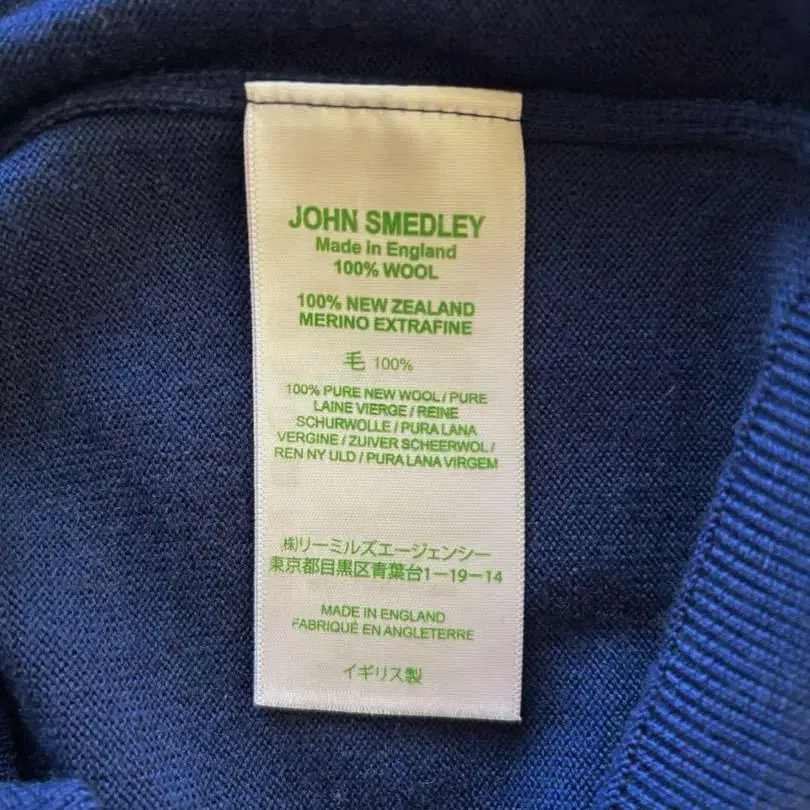 JOHN SMEDLEY
Made in England
100% WOOL
100% NEW ZEALAND
MERINO EXTRAFINE
毛 100%
100% PURE NEW WOOL / PURE
LAINE VIERGE / REINE
SCHURWOLLE / PURA LANA
VERGINE / ZUIVER SCHEERWOL /
REN NY ULD / PURA LANA VIRGEM
㈱リーミルズエージェンシー
東京都目黒区青葉台1-19-14
MADE IN ENGLAND
FABRIQUÉ EN ANGLETERRE
イギリス製